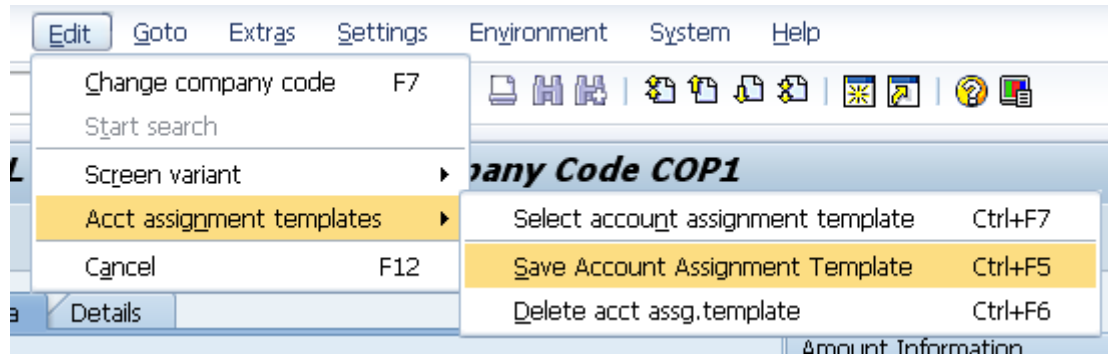 Edit Goto Extras Settings Environment System Help
Change company code F7
Start search
L pany Code COP1
Screen variant
Acct assignment templates
Select account assignment template Ctrl+F7
Cancel F12
Save Account Assignment Template Ctrl+F5
a Details
Delete acct assg.template Ctrl+F6
Amount Information